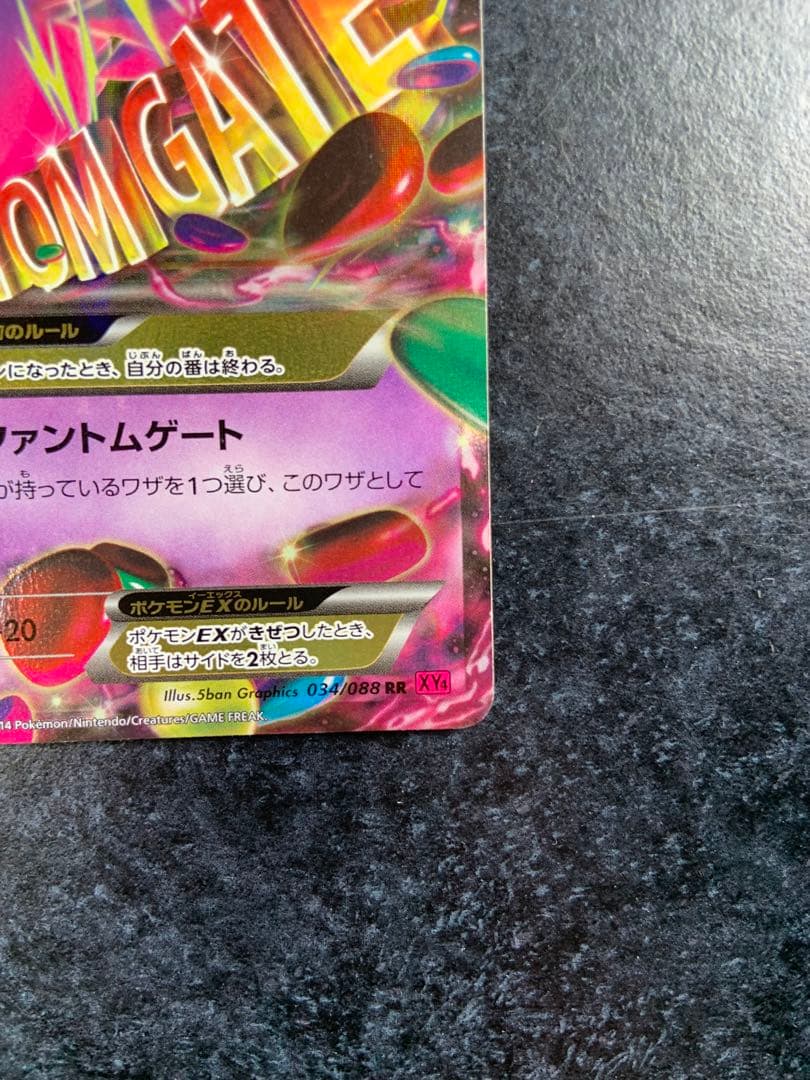 TOMGATE
のルール
ンになったとき、自分の番は終わる。
ファントムゲート
が持っているワザを1つ選び、このワザとして
20
ポケモンEXのルール
ポケモンEXがきぜつしたとき、
相手はサイドを2枚とる。
Illus.5ban Graphics 034/088 RR XY4
14 Pokémon/Nintendo/Creatures/GAME FREAK.